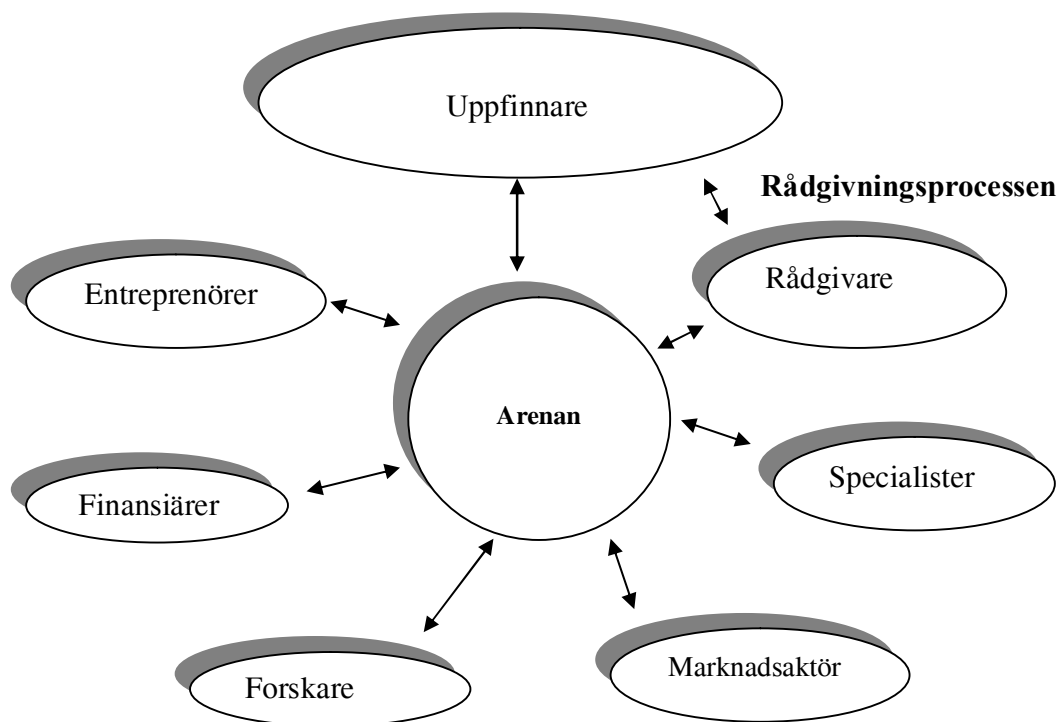 Uppfinnare
Rådgivningsprocessen
Rådgivare
Entreprenörer
Arenan
Specialister
Finansiärer
Marknadsaktör
Forskare